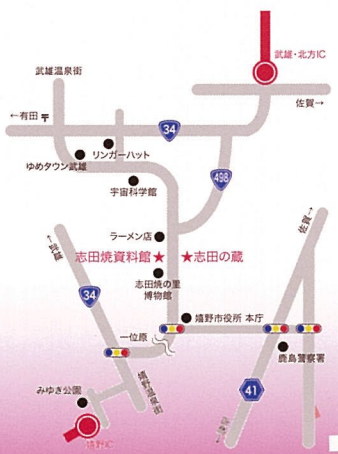 武雄・北方IC
武雄温泉街
佐賀→
←有田
34
リンガーハット
ゆめタウン武雄
498
宇宙科学館
佐賀→
ラーメン店
志田焼資料館★ ★志田の蔵
志田焼の里
博物館
34
嬉野市役所 本庁
一位原
鹿島警察署
みゆき公園
嬉野温泉街
41
嬉野IC